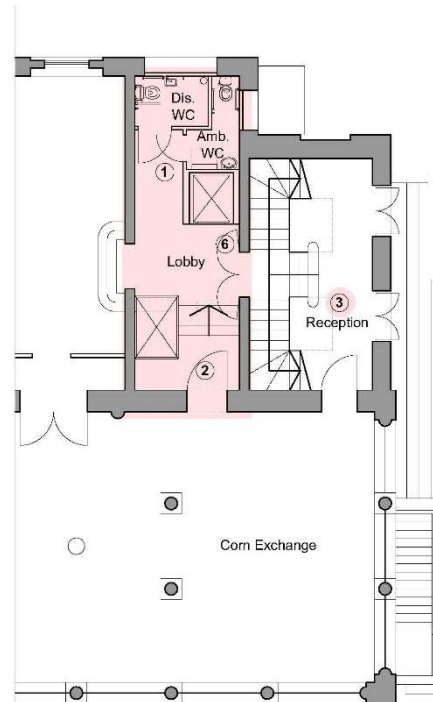 Dis.
WC
Amb.
WC
1
6
Lobby
3
Reception
2
Corn Exchange